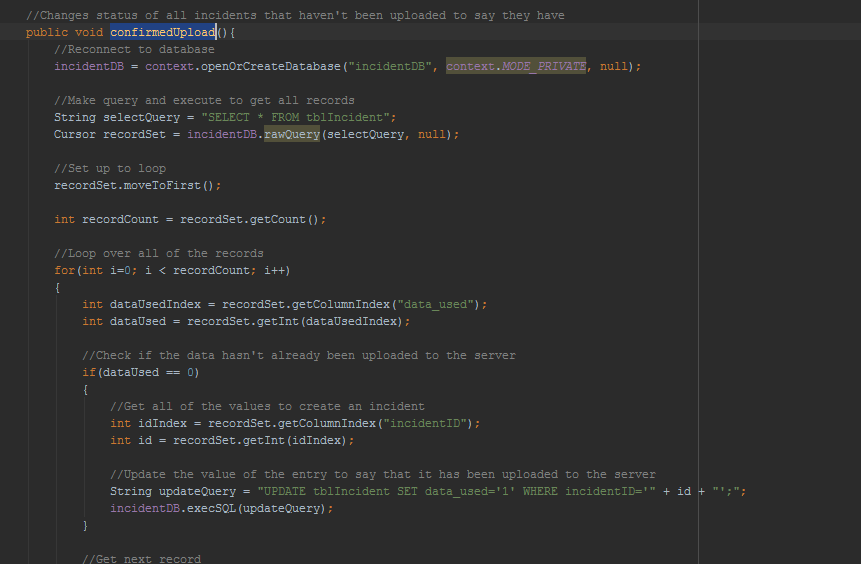 //Changes status of all incidents that haven't been uploaded to say they have
public void confirmedUpload(){
//Reconnect to database
incidentDB = context.openOrCreateDatabase("incidentDB", context.MODE_PRIVATE, null);
//Make query and execute to get all records
String selectQuery = "SELECT * FROM tblIncident";
Cursor recordSet = incidentDB.rawQuery(selectQuery, null);
//Set up to loop
recordSet.moveToFirst();
int recordCount = recordSet.getCount();
//Loop over all of the records
for(int i=0; i < recordCount; i++)
{
int dataUsedIndex = recordSet.getColumnIndex("data_used");
int dataUsed = recordSet.getInt(dataUsedIndex);
//Check if the data hasn't already been uploaded to the server
if(dataUsed == 0)
{
//Get all of the values to create an incident
int idIndex = recordSet.getColumnIndex("incidentID");
int id = recordSet.getInt(idIndex);
//Update the value of the entry to say that it has been uploaded to the server
String updateQuery = "UPDATE tblIncident SET data_used='1' WHERE incidentID='" + id + "';";
incidentDB.execSQL(updateQuery);
}
//Get next record